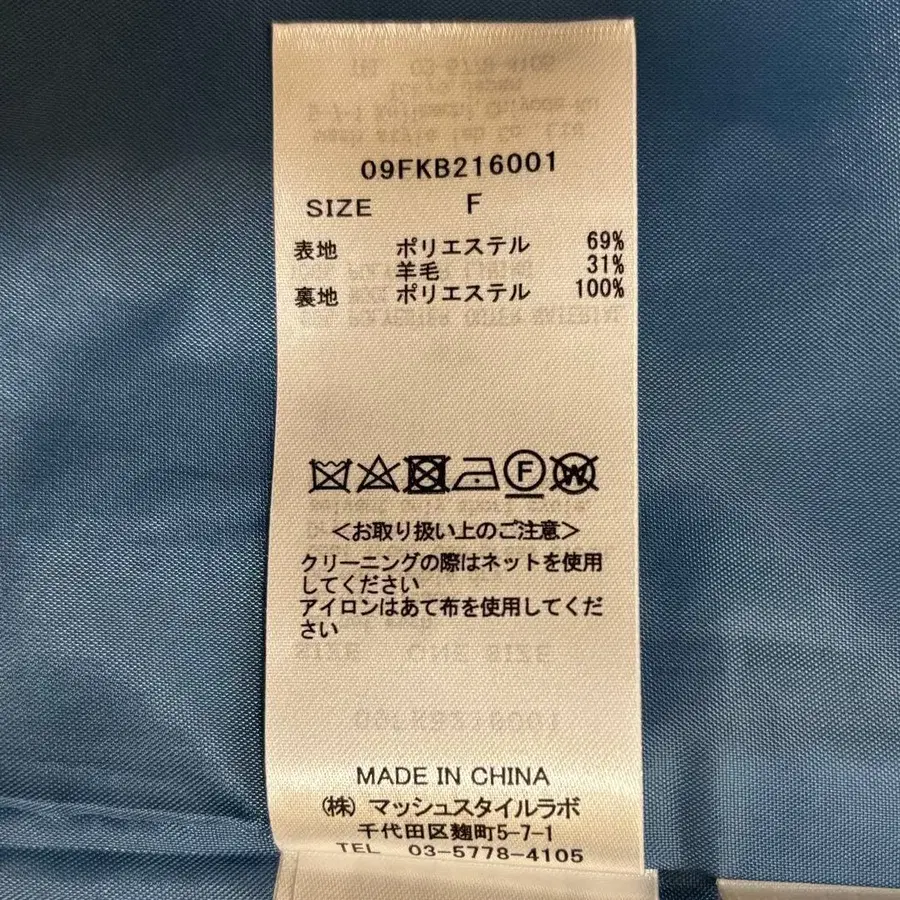 09FKB216001
SIZE F
表地 ポリエステル 69%
羊毛 31%
裏地 ポリエステル 100%
F W
＜お取り扱い上のご注意＞
クリーニングの際はネットを使用
してください
アイロンはあて布を使用してくだ
さい
MADE IN CHINA
(株) マッシュスタイルラボ
千代田区麹町5-7-1
TEL 03-5778-4105